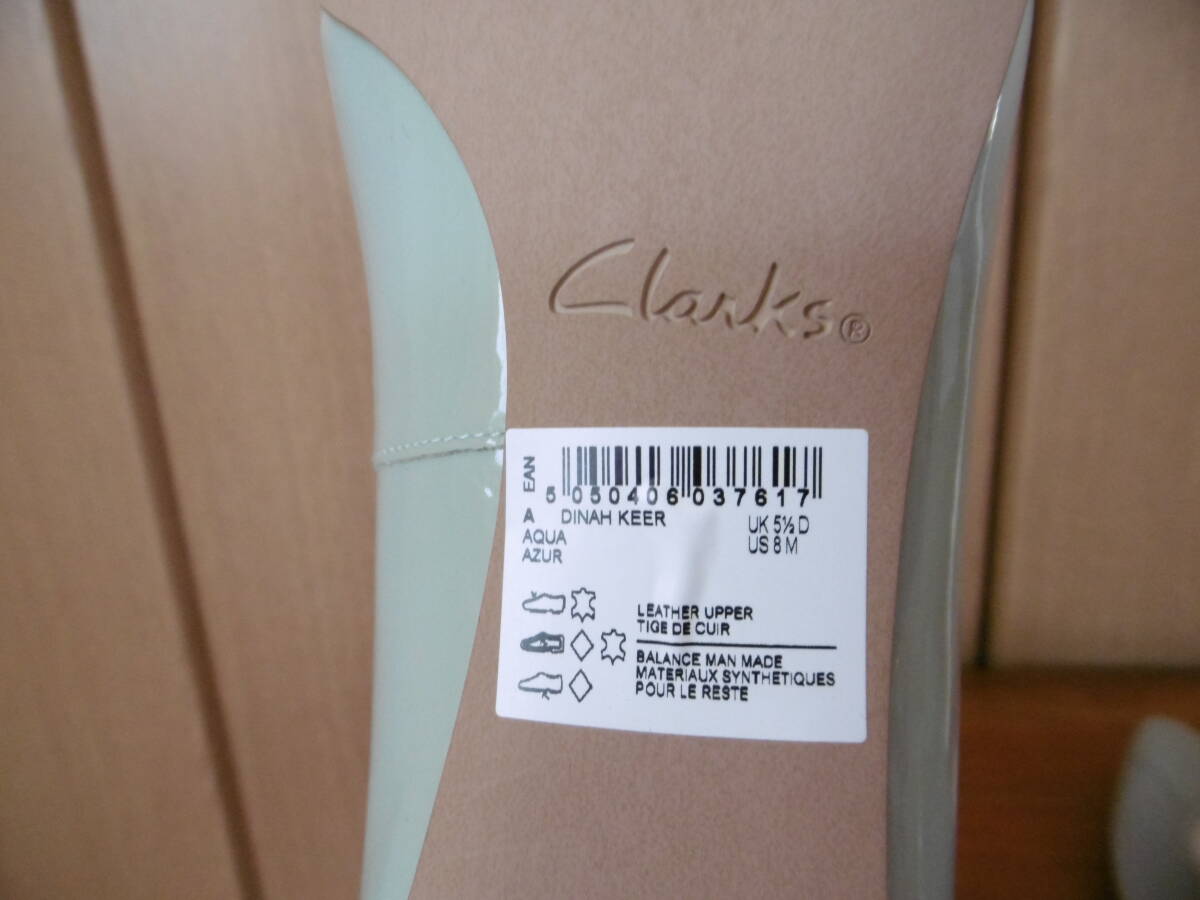 Clarks®
EAN
5 050406 037617
A DINAH KEER
UK 5½ D
AQUA
US 8 M
AZUR
LEATHER UPPER
TIGE DE CUIR
BALANCE MAN MADE
MATERIAUX SYNTHETIQUES
POUR LE RESTE